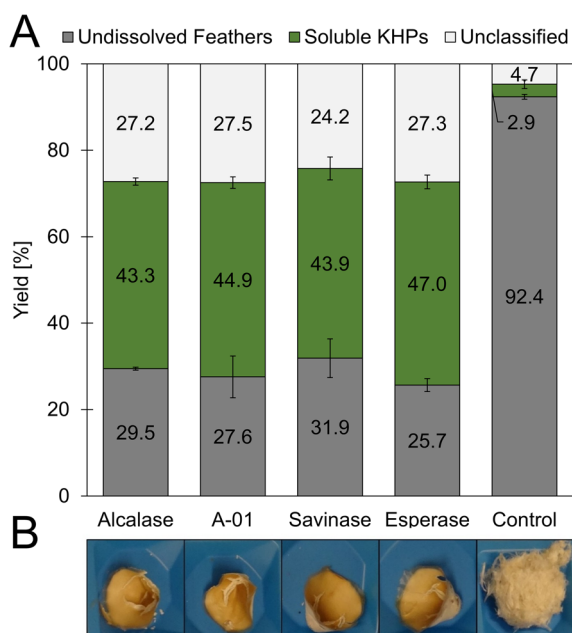 A
Undissolved Feathers Soluble KHPs Unclassified
Yield [%]
100
80
60
40
20
0
27.2 27.5 24.2 27.3 4.7
2.9
43.3 44.9 43.9 47.0
92.4
29.5 27.6 31.9 25.7
Alcalase A-01 Savinase Esperase Control
B